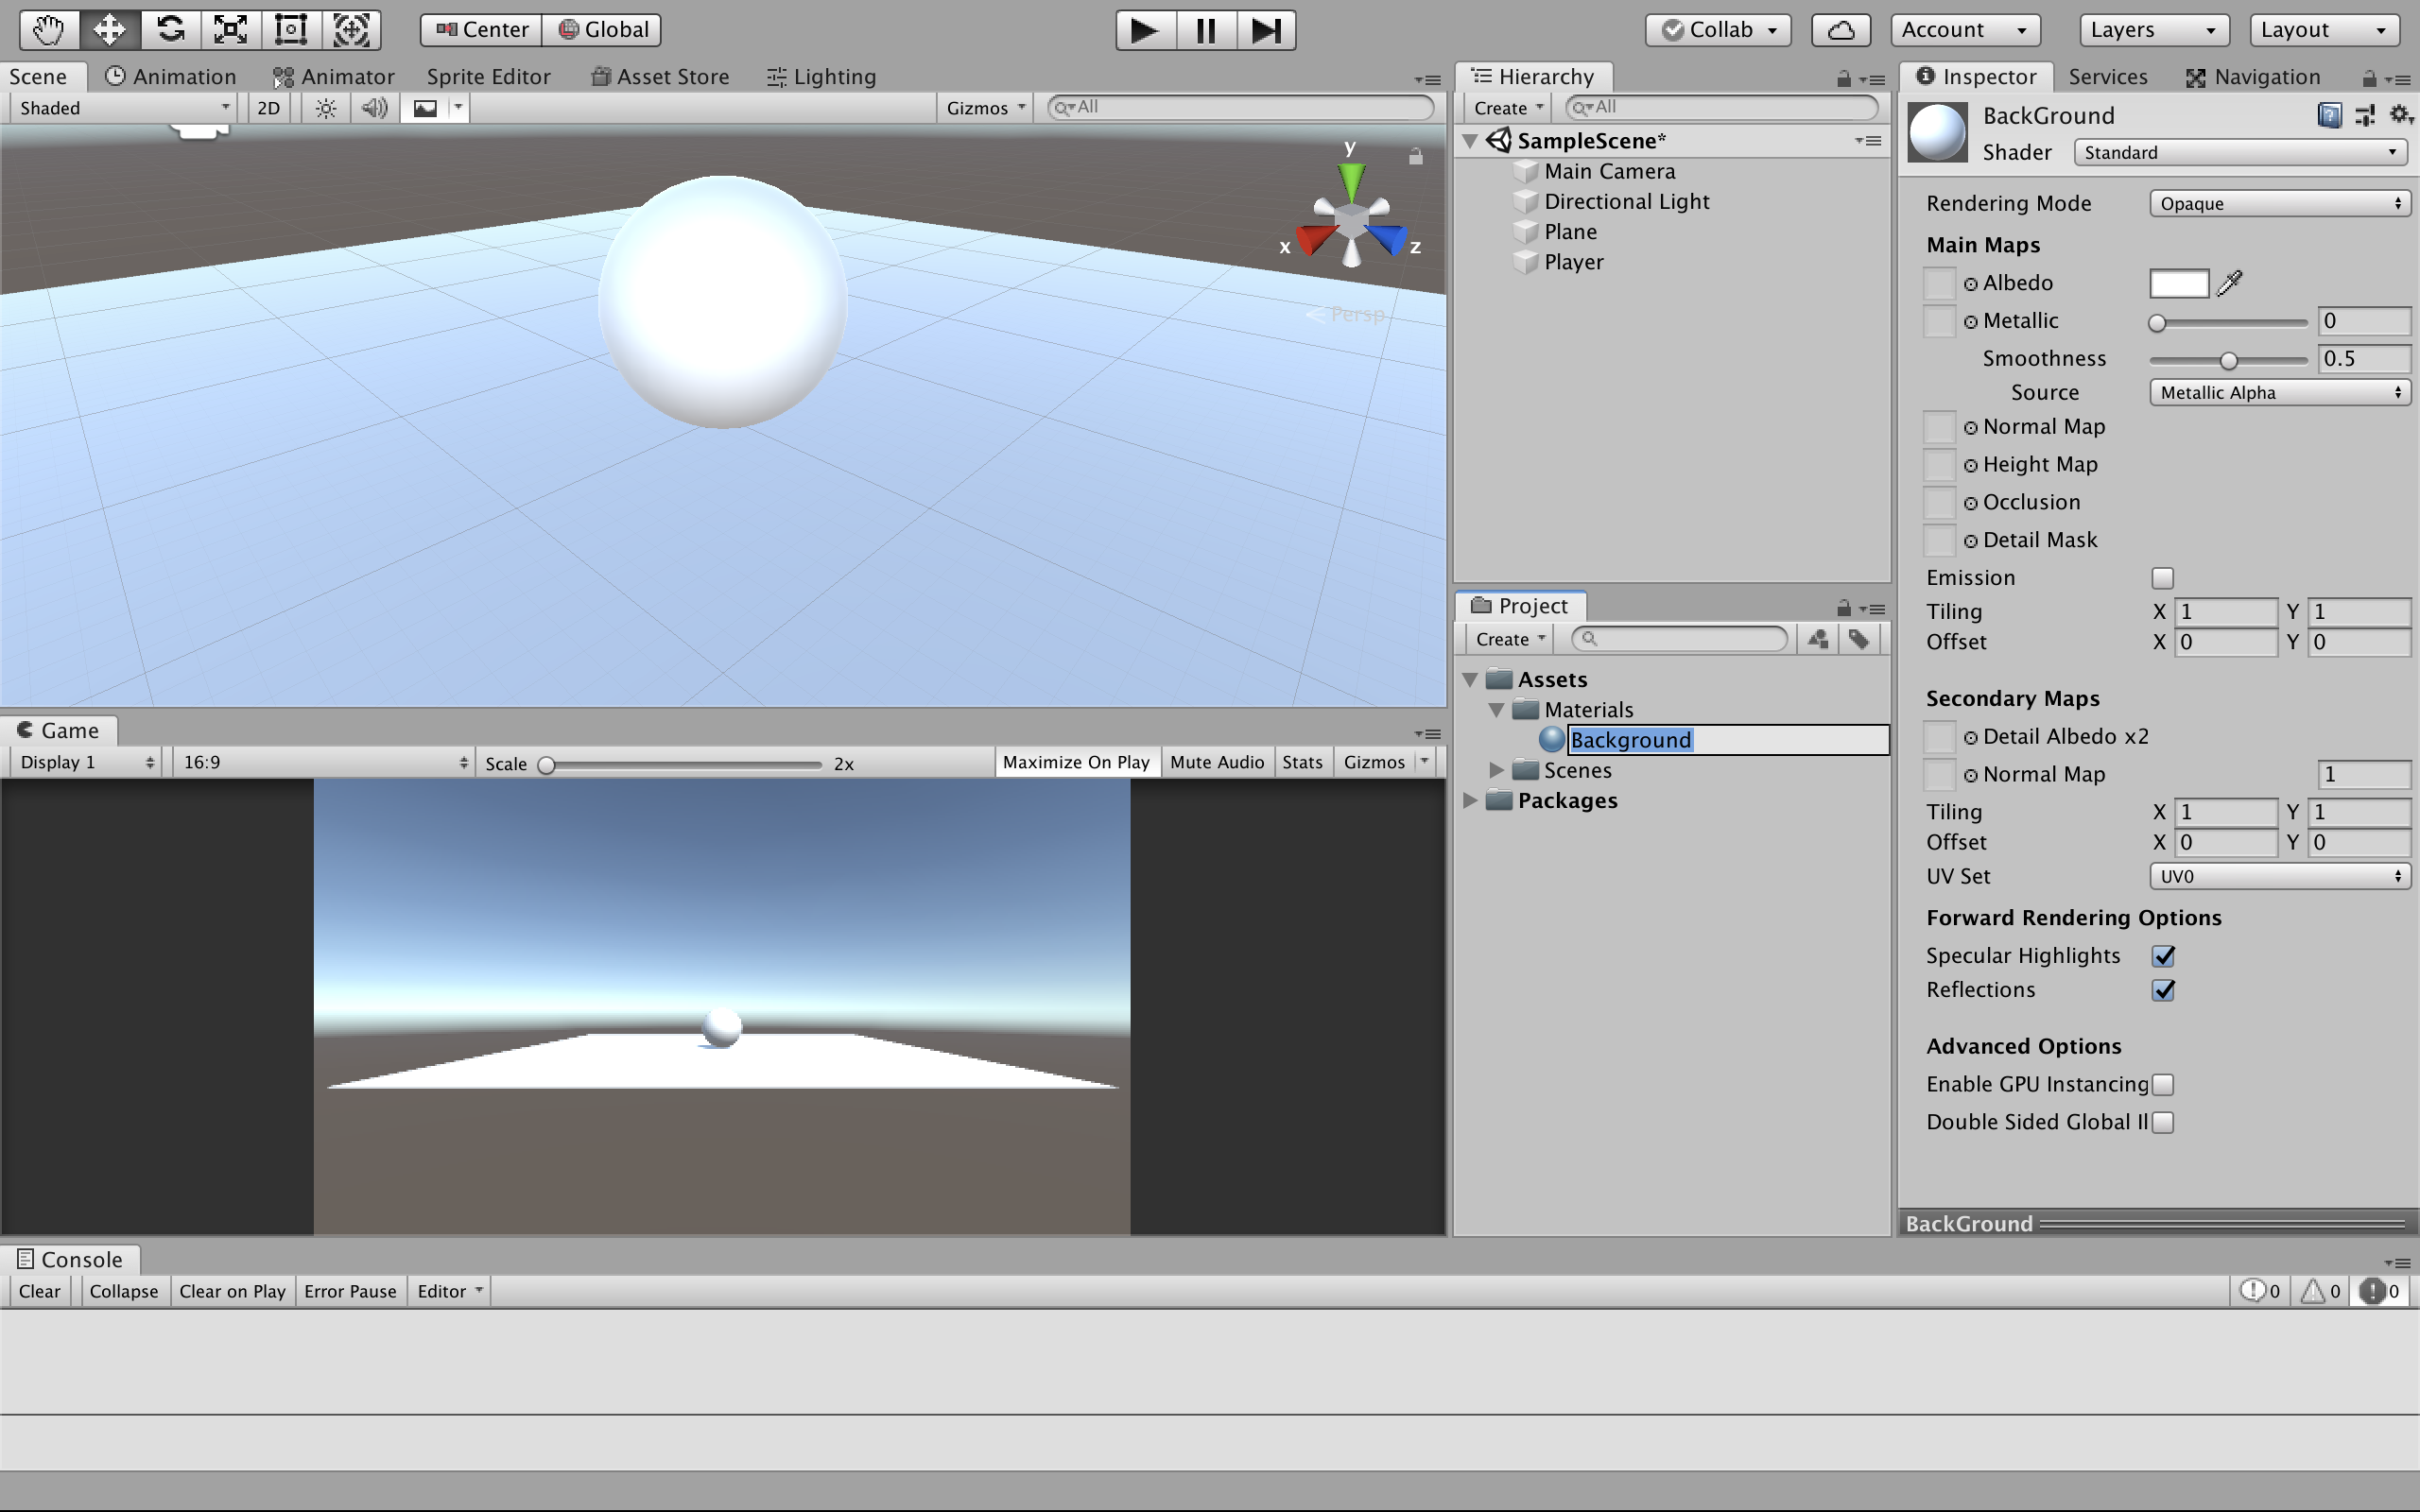 Center Global Collab Account Layers Layout
Scene Animation Animator Sprite Editor Asset Store Lighting
Shaded 2D Gizmos All
y
x z
Persp
Game
Display 1 16:9 Scale 2x Maximize On Play Mute Audio Stats Gizmos
Hierarchy
Create All
SampleScene*
Main Camera
Directional Light
Plane
Player
Project
Create
Assets
Materials
Background
Scenes
Packages
Inspector Services Navigation
BackGround
Shader Standard
Rendering Mode Opaque
Main Maps
Albedo
Metallic 0
Smoothness 0.5
Source Metallic Alpha
Normal Map
Height Map
Occlusion
Detail Mask
Emission
Tiling X 1 Y 1
Offset X 0 Y 0
Secondary Maps
Detail Albedo x2
Normal Map 1
Tiling X 1 Y 1
Offset X 0 Y 0
UV Set UV0
Forward Rendering Options
Specular Highlights
Reflections
Advanced Options
Enable GPU Instancing
Double Sided Global Il
BackGround
Console
Clear Collapse Clear on Play Error Pause Editor 0 0 0